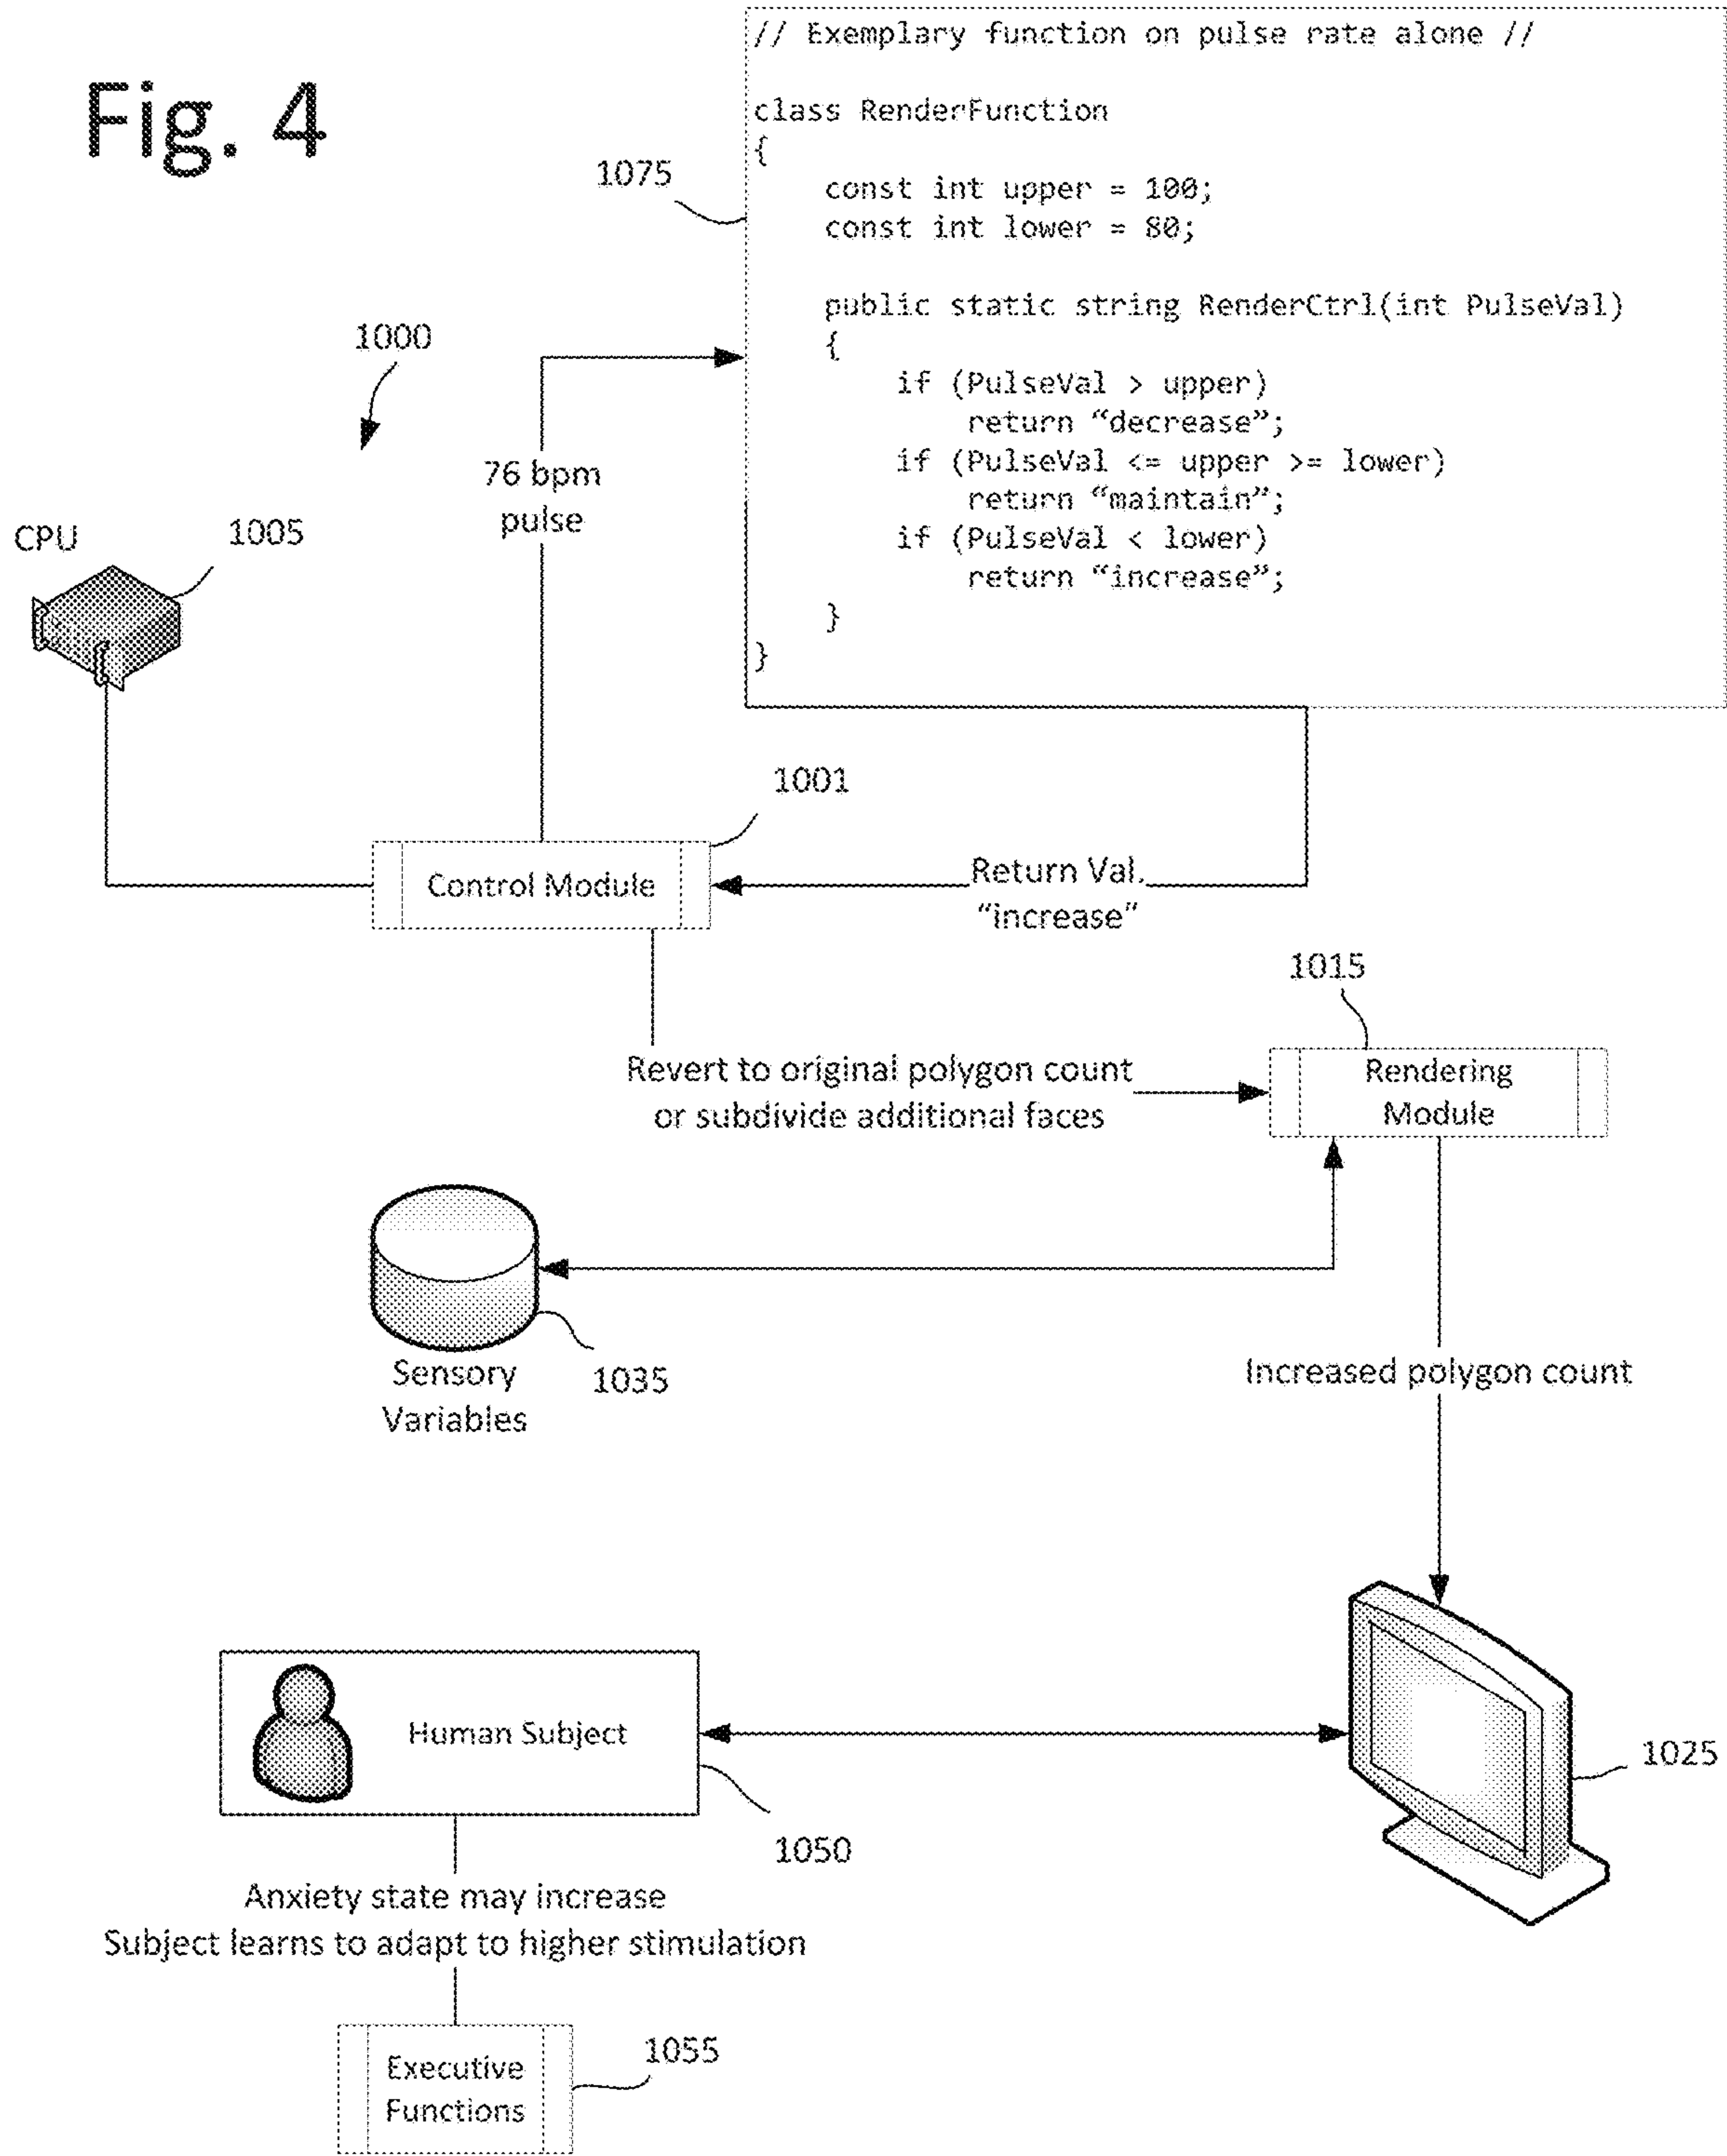 Fig. 4
// Exemplary function on pulse rate alone //
class RenderFunction
{
const int upper = 100;
const int lower = 80;
public static string RenderCtrl(int PulseVal)
{
if (PulseVal > upper)
return “decrease”;
if (PulseVal <= upper >= lower)
return “maintain”;
if (PulseVal < lower)
return “increase”;
}
}
1075
1000
76 bpm
pulse
CPU
1005
1001
Control Module
Return Val.
“increase”
1015
Revert to original polygon count
or subdivide additional faces
Rendering
Module
Sensory
Variables
1035
Increased polygon count
Human Subject
1025
1050
Anxiety state may increase
Subject learns to adapt to higher stimulation
1055
Executive
Functions